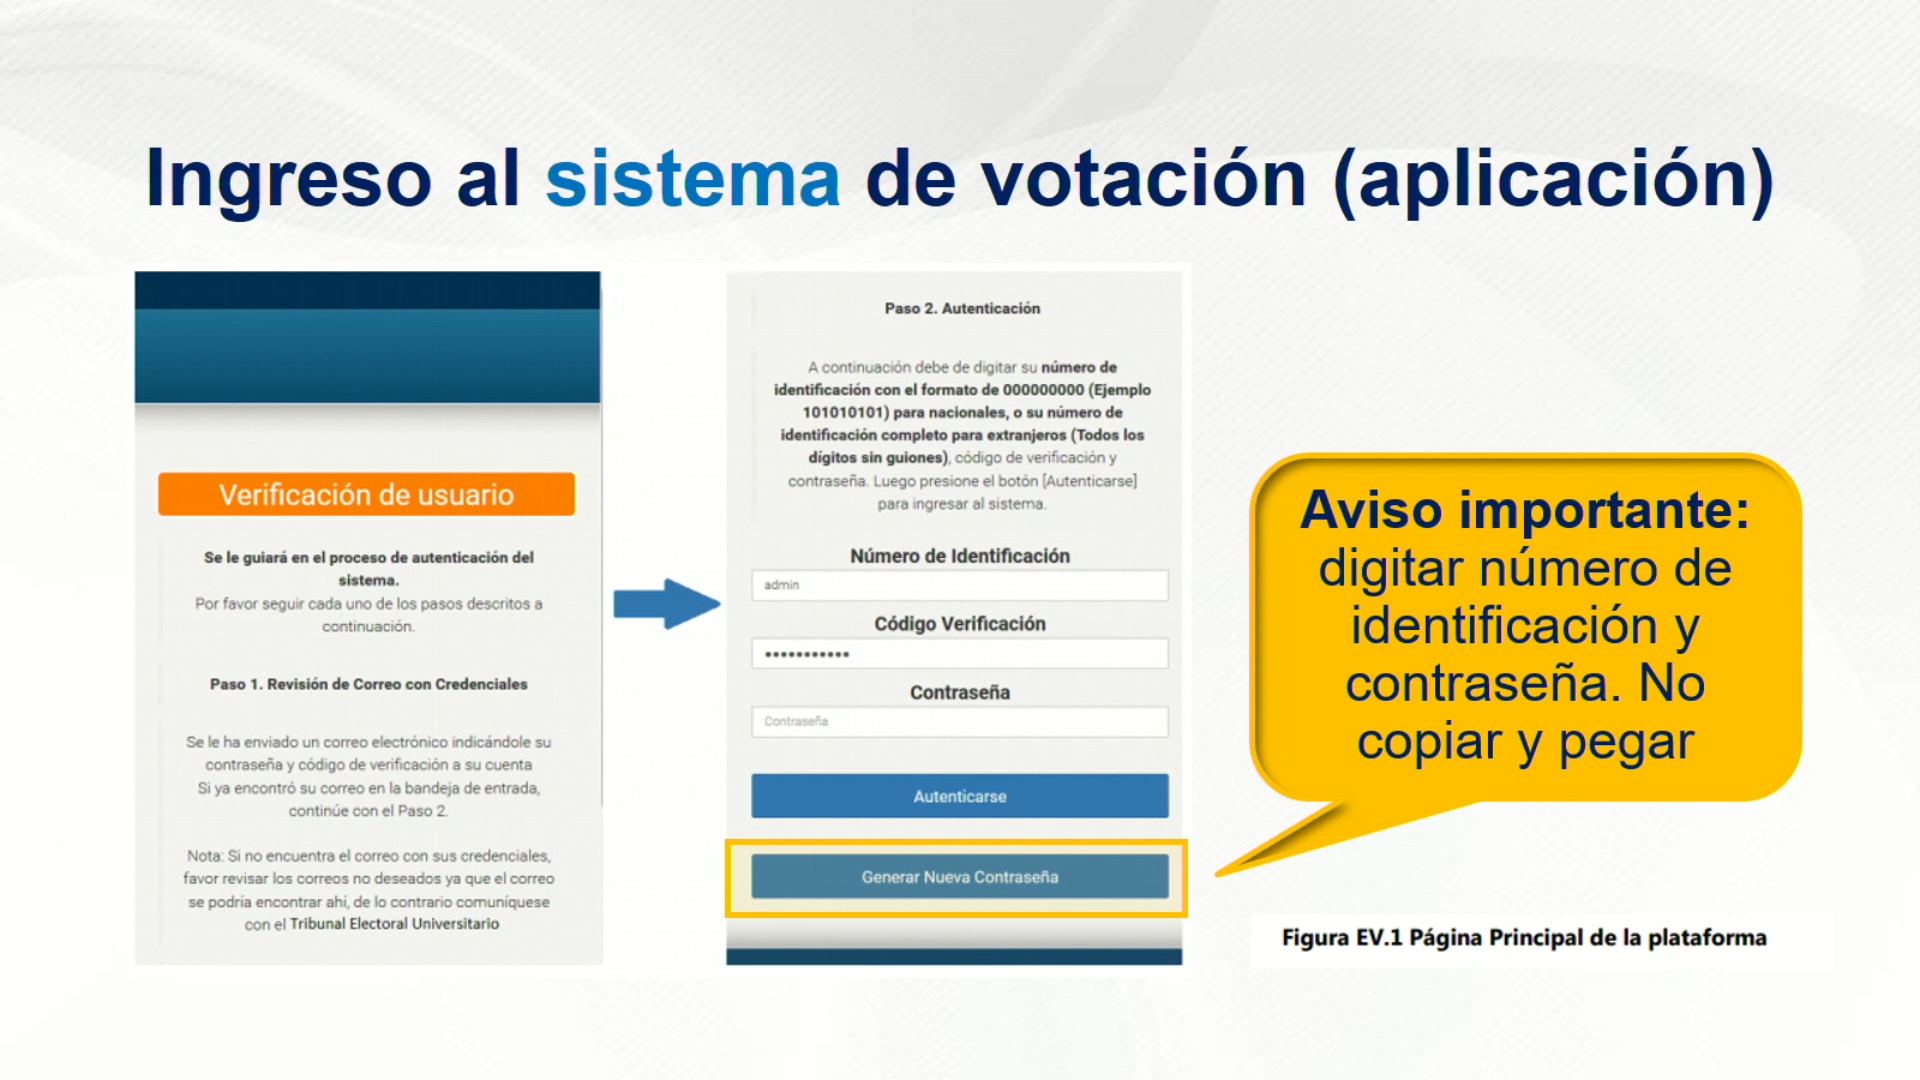 Ingreso al sistema de votación (aplicación)
Verificación de usuario
Se le guiará en el proceso de autenticación del
sistema.
Por favor seguir cada uno de los pasos descritos a
continuación.
Paso 1. Revisión de Correo con Credenciales
Se le ha enviado un correo electrónico indicándole su
contraseña y código de verificación a su cuenta
Si ya encontró su correo en la bandeja de entrada,
continúe con el Paso 2.
Nota: Si no encuentra el correo con sus credenciales,
favor revisar los correos no deseados ya que el correo
se podría encontrar ahí, de lo contrario comuníquese
con el Tribunal Electoral Universitario
Paso 2. Autenticación
A continuación debe de digitar su número de
identificación con el formato de 000000000 (Ejemplo
101010101) para nacionales, o su número de
identificación completo para extranjeros (Todos los
dígitos sin guiones), código de verificación y
contraseña. Luego presione el botón [Autenticarse]
para ingresar al sistema.
Número de Identificación
admin
Código Verificación
•••••••••••
Contraseña
Contraseña
Autenticarse
Generar Nueva Contraseña
Aviso importante:
digitar número de
identificación y
contraseña. No
copiar y pegar
Figura EV.1 Página Principal de la plataforma